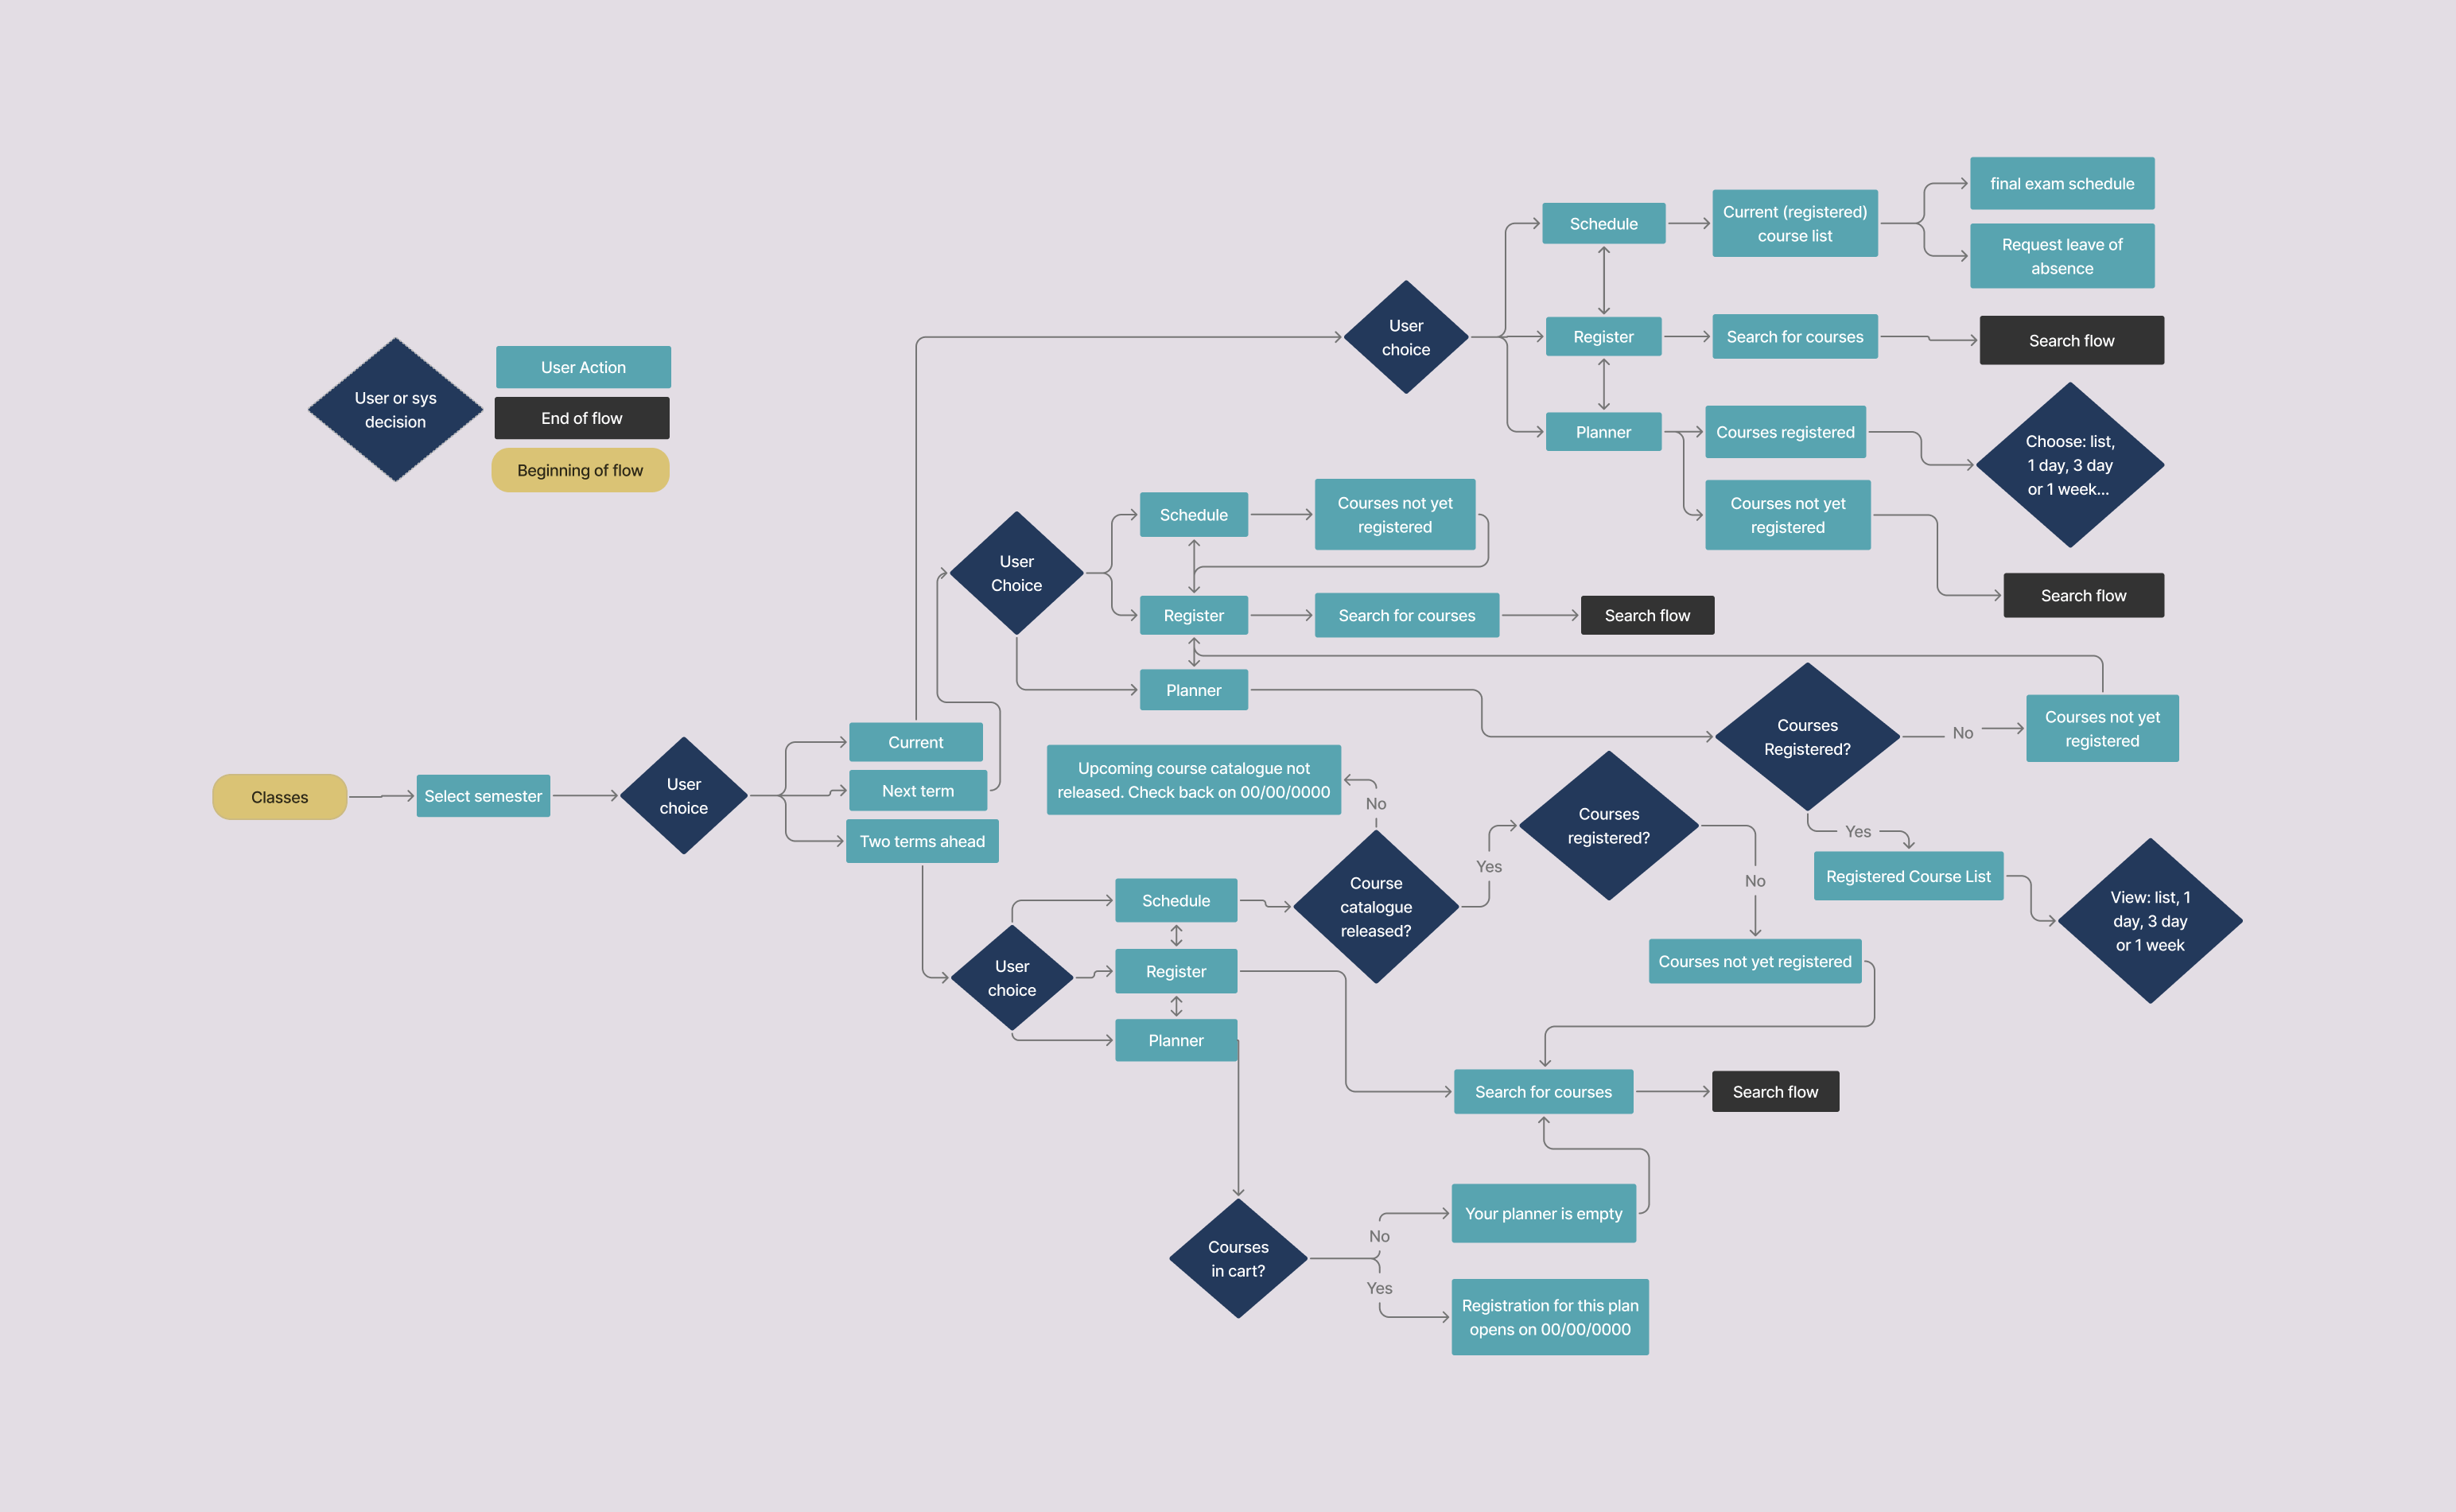 User or sys
decision
User Action
End of flow
Beginning of flow
Classes
Select semester
User
choice
Current
Next term
Two terms ahead
User
choice
Schedule
Current (registered)
course list
final exam schedule
Request leave of
absence
Register
Search for courses
Search flow
Planner
Courses registered
Choose: list,
1 day, 3 day
or 1 week...
Courses not yet
registered
Search flow
User
Choice
Schedule
Courses not yet
registered
Register
Search for courses
Search flow
Planner
Courses
Registered?
No
Courses not yet
registered
Yes
Registered Course List
View: list, 1
day, 3 day
or 1 week
Upcoming course catalogue not
released. Check back on 00/00/0000
No
User
choice
Schedule
Course
catalogue
released?
Yes
Courses
registered?
No
Courses not yet registered
Register
Planner
Search for courses
Search flow
Courses
in cart?
No
Your planner is empty
Yes
Registration for this plan
opens on 00/00/0000